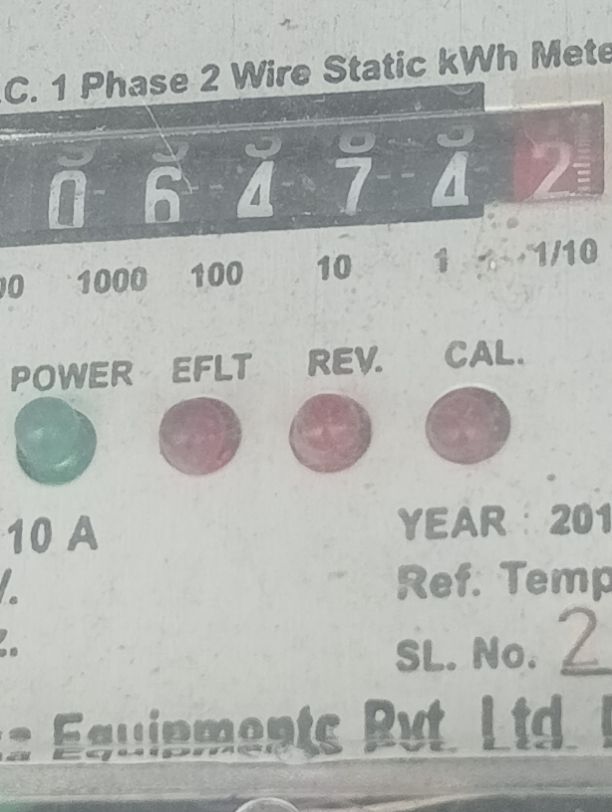 .C. 1 Phase 2 Wire Static kWh Mete
0 6 4 7 4 2
00 1000 100 10 1 1/10
POWER EFLT REV. CAL.
10 A YEAR : 201
Ref. Temp
SL. No. 2
Equipments Pvt Ltd